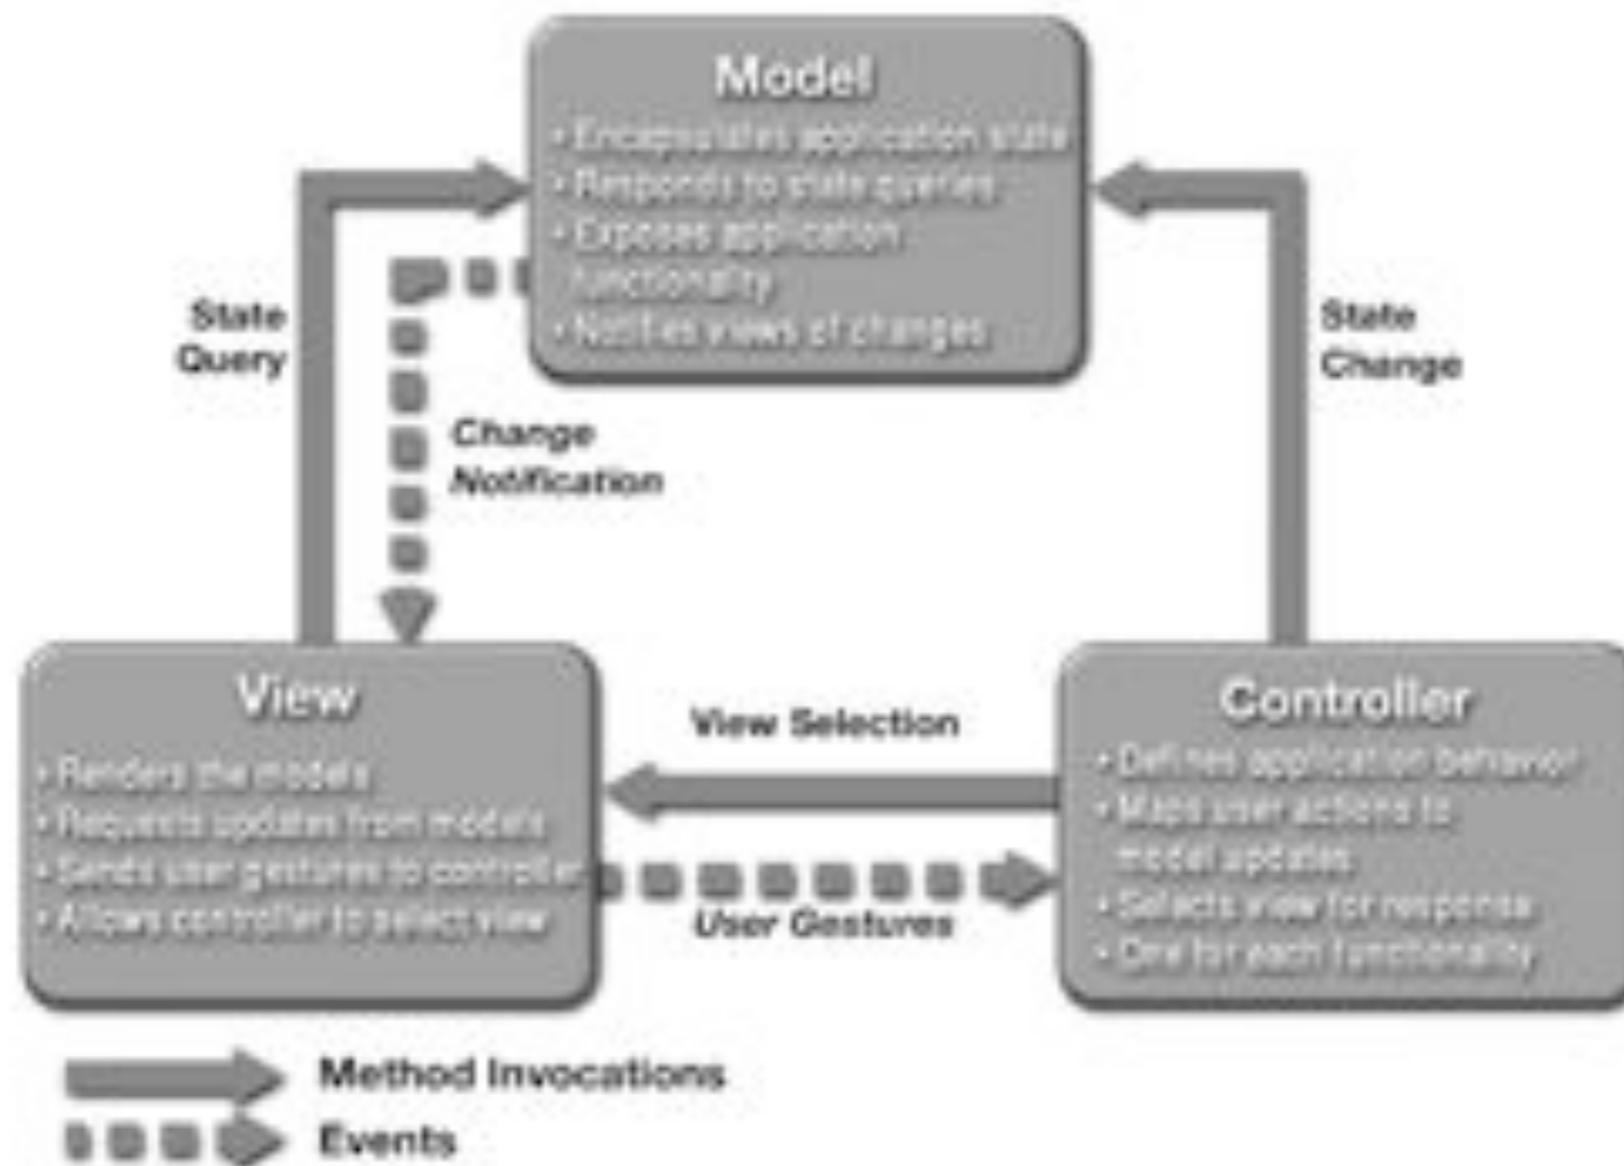 Model
• Encapsulates application state
• Responds to state queries
• Exposes application
functionality
• Notifies views of changes
State
Query
Change
Notification
State
Change
View
• Renders the models
• Requests updates from models
• Sends user gestures to controller
• Allows controller to select view
View Selection
User Gestures
Controller
• Defines application behavior
• Maps user actions to
model updates
• Selects view for response
• One for each functionality
Method Invocations
Events